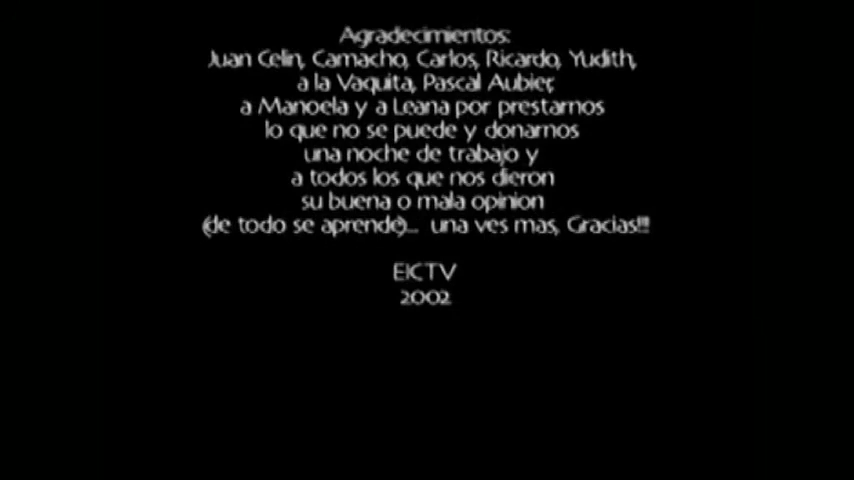 Agradecimientos:
Juan Celin, Camacho, Carlos, Ricardo, Yudith,
a la Vaquita, Pascal Aubier,
a Manoela y a Leana por prestarnos
lo que no se puede y donarnos
una noche de trabajo y
a todos los que nos dieron
su buena o mala opinion
(de todo se aprende)... una ves mas, Gracias!!!
EICTV
2002